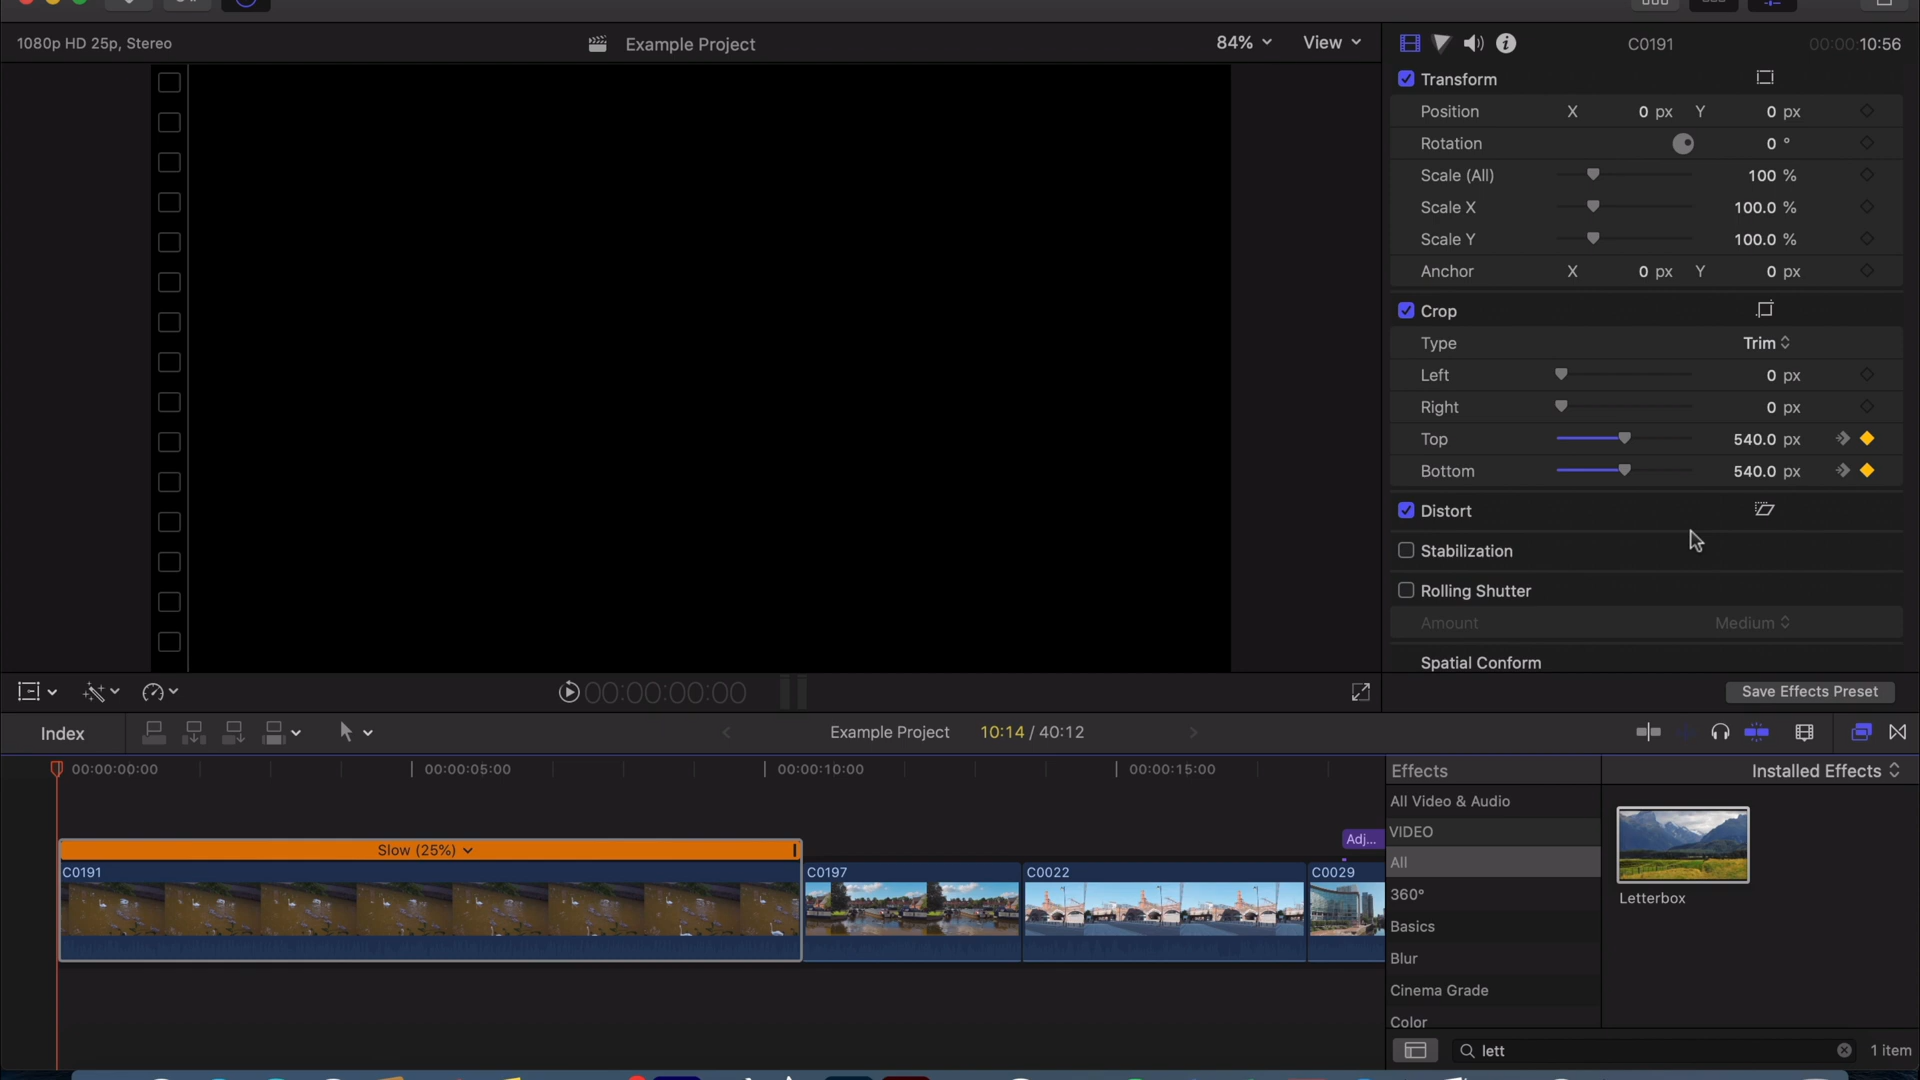 1080p HD 25p, Stereo
Example Project
84%
View
C0191
00:00:10:56
Transform
Position X 0 px Y 0 px
Rotation 0 °
Scale (All) 100 %
Scale X 100.0 %
Scale Y 100.0 %
Anchor X 0 px Y 0 px
Crop
Type Trim
Left 0 px
Right 0 px
Top 540.0 px
Bottom 540.0 px
Distort
Stabilization
Rolling Shutter
Amount Medium
Spatial Conform
00:00:00:00
Save Effects Preset
Index
Example Project
10:14 / 40:12
00:00:00:00
00:00:05:00
00:00:10:00
00:00:15:00
Slow (25%)
Adj...
C0191
C0197
C0022
C0029
Effects
Installed Effects
All Video & Audio
VIDEO
All
360°
Basics
Blur
Cinema Grade
Color
Letterbox
lett
1 item